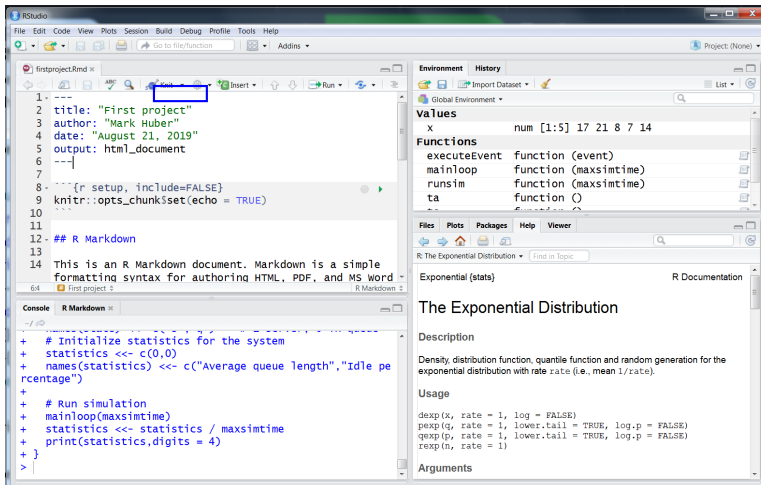 RStudio
File Edit Code View Plots Session Build Debug Profile Tools Help
Go to file/function Addins Project: (None)
firstproject.Rmd
ABC Knit Insert Run
1 ---
2 title: "First project"
3 author: "Mark Huber"
4 date: "August 21, 2019"
5 output: html_document
6 ---
7
8 ```{r setup, include=FALSE}
9 knitr::opts_chunk$set(echo = TRUE)
10 ```
11
12 ## R Markdown
13
14 This is an R Markdown document. Markdown is a simple
formatting syntax for authoring HTML, PDF, and MS Word
6:4 First project R Markdown
Console R Markdown
~/
+ # Initialize statistics for the system
+ statistics <<- c(0,0)
+ names(statistics) <<- c("Average queue length","Idle pe
rcentage")
+
+ # Run simulation
+ mainloop(maxsimtime)
+ statistics <<- statistics / maxsimtime
+ print(statistics,digits = 4)
+ }
>
Environment History
Import Dataset List
Global Environment
Values
x num [1:5] 17 21 8 7 14
Functions
executeEvent function (event)
mainloop function (maxsimtime)
runsim function (maxsimtime)
ta function ()
Files Plots Packages Help Viewer
R: The Exponential Distribution Find in Topic
Exponential {stats} R Documentation
The Exponential Distribution
Description
Density, distribution function, quantile function and random generation for the
exponential distribution with rate rate (i.e., mean 1/rate).
Usage
dexp(x, rate = 1, log = FALSE)
pexp(q, rate = 1, lower.tail = TRUE, log.p = FALSE)
qexp(p, rate = 1, lower.tail = TRUE, log.p = FALSE)
rexp(n, rate = 1)
Arguments